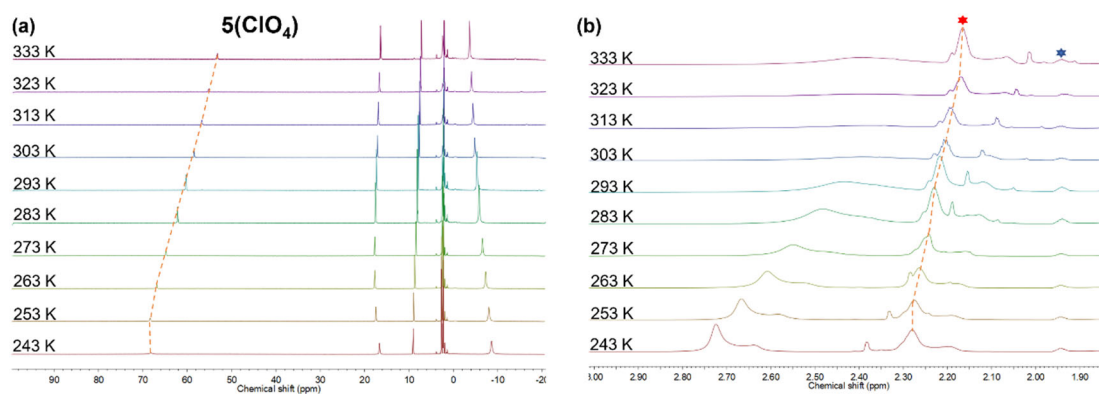 (a) 5(ClO₄)
333 K
323 K
313 K
303 K
293 K
283 K
273 K
263 K
253 K
243 K
90 80 70 60 50 40 30 20 10 0 -10 -20
Chemical shift (ppm)
(b)
333 K
323 K
313 K
303 K
293 K
283 K
273 K
263 K
253 K
243 K
3.00 2.90 2.80 2.70 2.60 2.50 2.40 2.30 2.20 2.10 2.00 1.90
Chemical shift (ppm)